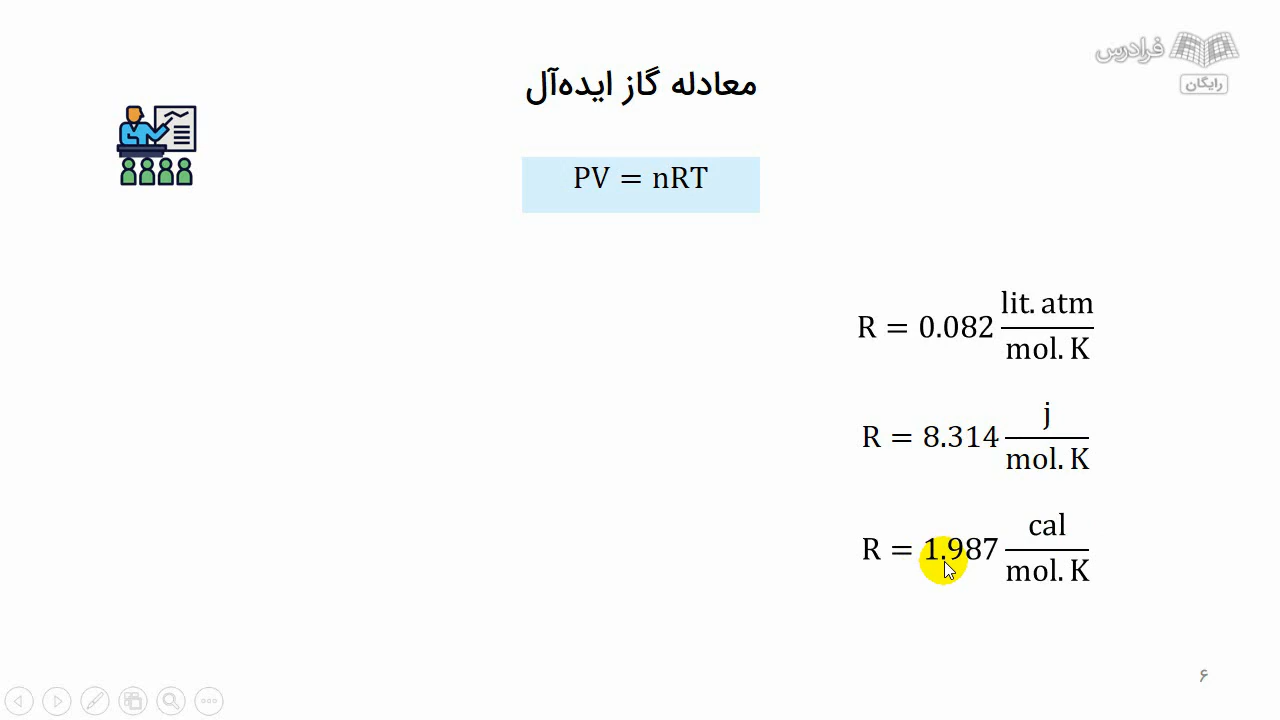 فرادرس
رایگان
معادله گاز ایده‌آل
PV = nRT
R = 0.082 lit. atm / mol. K
R = 8.314 j / mol. K
R = 1.987 cal / mol. K
۶